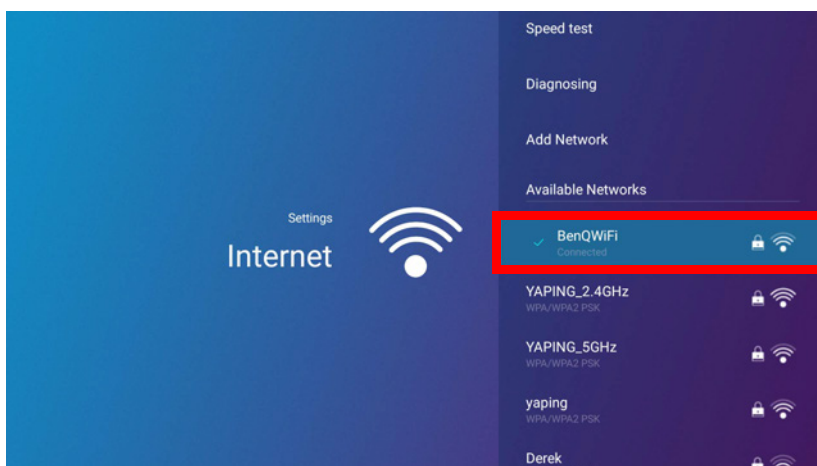 Speed test
Diagnosing
Add Network
Available Networks
Settings
Internet
BenQWiFi
Connected
YAPING_2.4GHz
WPA/WPA2 PSK
YAPING_5GHz
WPA/WPA2 PSK
yaping
WPA/WPA2 PSK
Derek